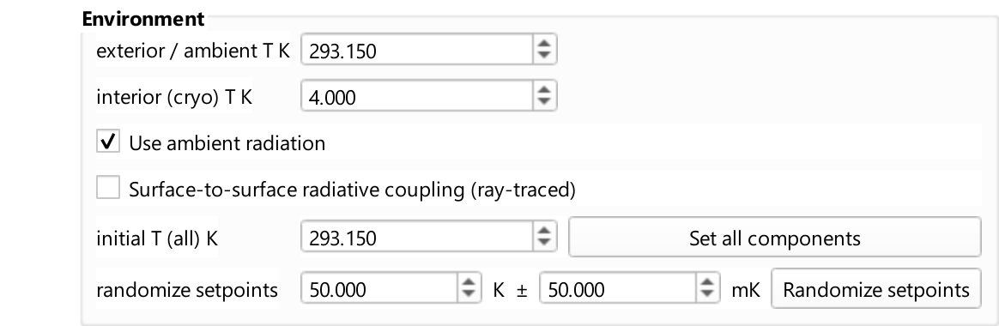 Environment
exterior / ambient T K 293.150
interior (cryo) T K 4.000
Use ambient radiation
Surface-to-surface radiative coupling (ray-traced)
initial T (all) K 293.150 Set all components
randomize setpoints 50.000 K ± 50.000 mK Randomize setpoints